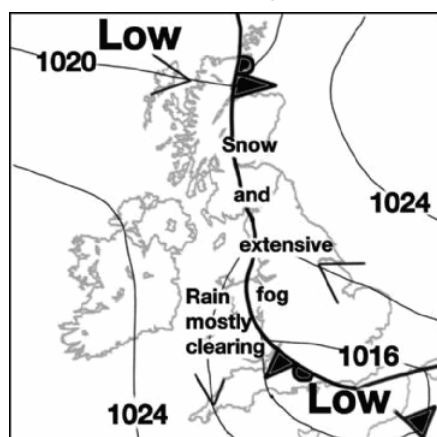 Low
1020
Snow
and
1024
extensive
Rain
fog
mostly
clearing
1016
Low
1024